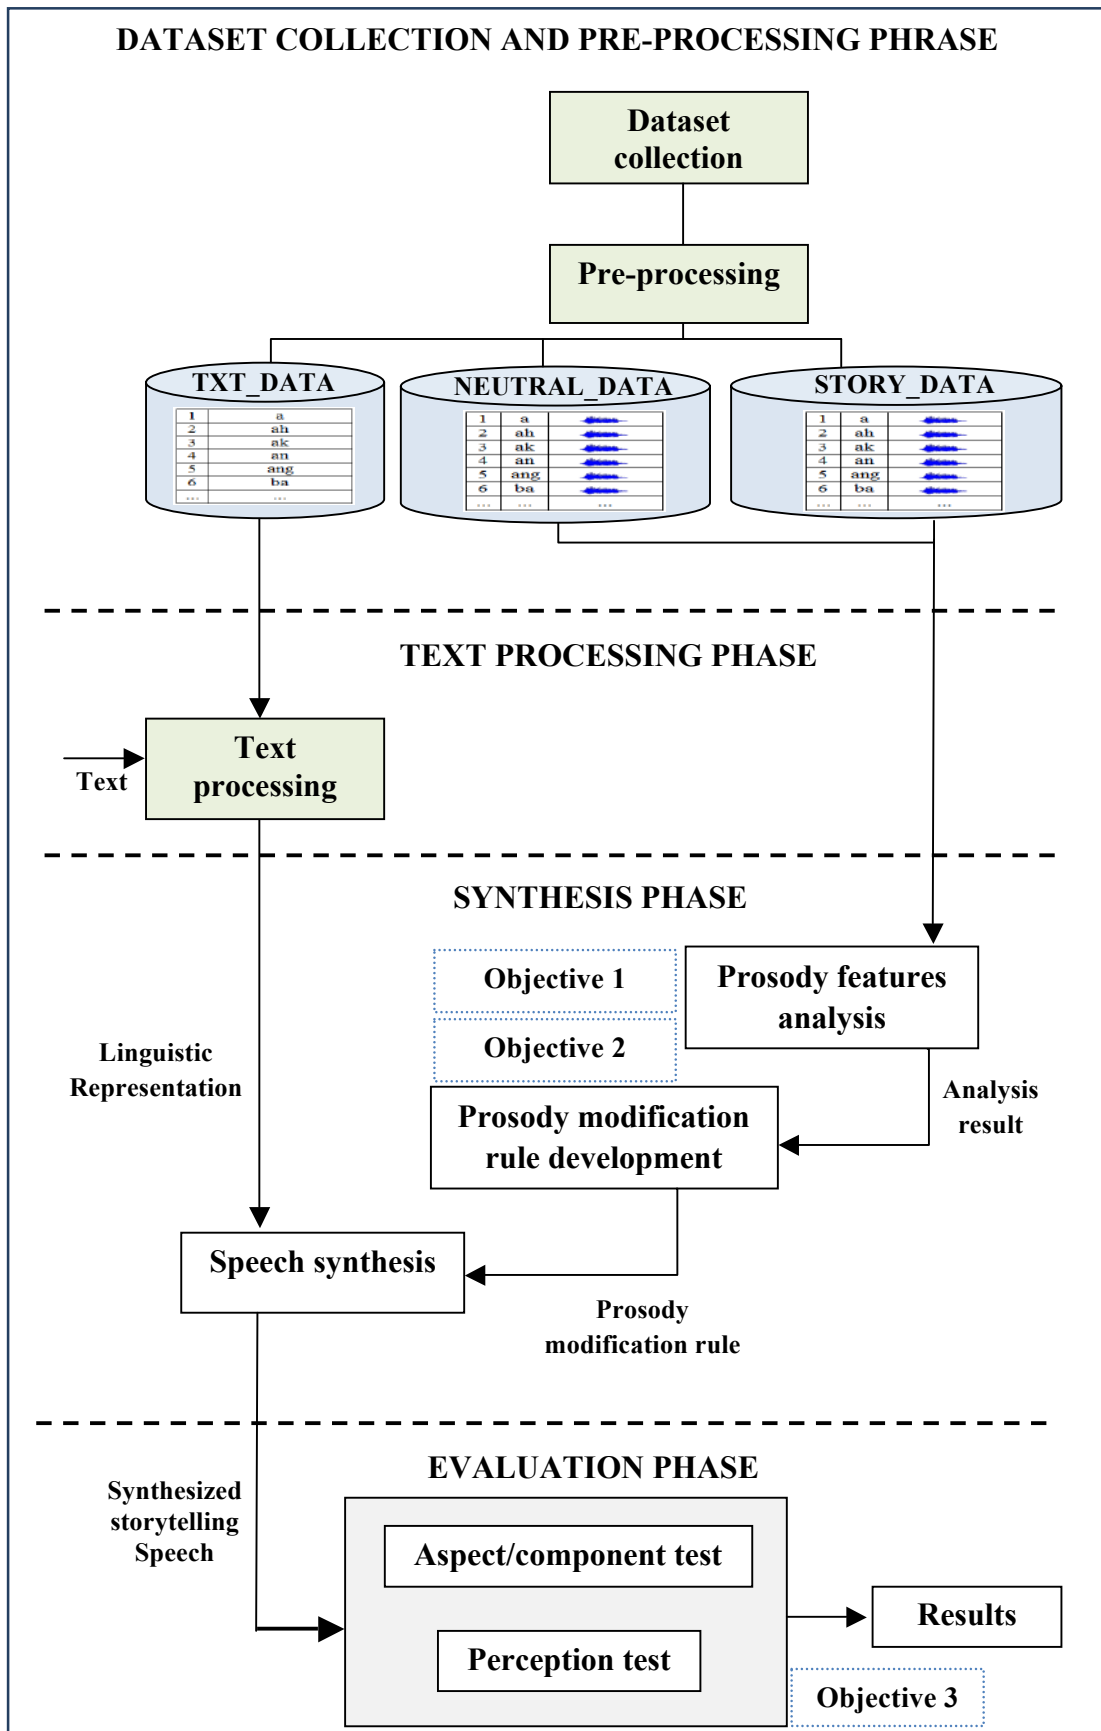 DATASET COLLECTION AND PRE-PROCESSING PHRASE
Dataset
collection
Pre-processing
TXT_DATA
1 a
2 ah
3 ak
4 an
5 ang
6 ba
... ...
NEUTRAL_DATA
1 a
2 ah
3 ak
4 an
5 ang
6 ba
... ... ...
STORY_DATA
1 a
2 ah
3 ak
4 an
5 ang
6 ba
... ... ...
TEXT PROCESSING PHASE
Text
Text
processing
SYNTHESIS PHASE
Objective 1
Prosody features
analysis
Objective 2
Linguistic
Representation
Analysis
result
Prosody modification
rule development
Speech synthesis
Prosody
modification rule
EVALUATION PHASE
Synthesized
storytelling
Speech
Aspect/component test
Perception test
Results
Objective 3